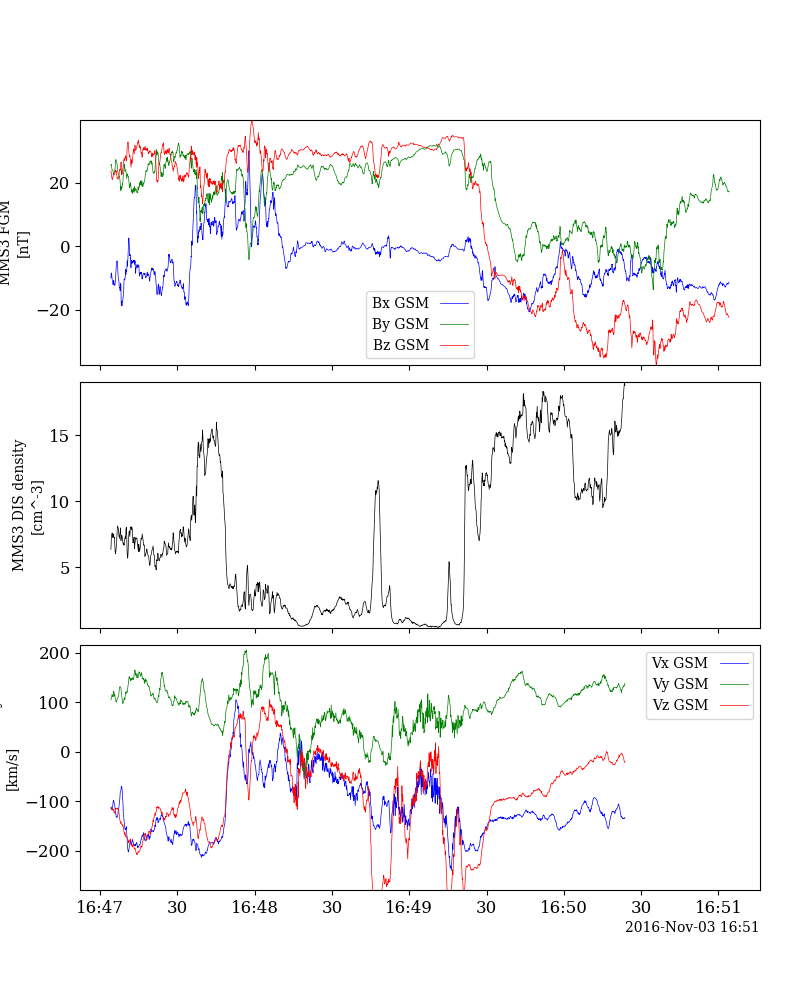 MMS3 FGM
[nT]
20
0
−20
Bx GSM
By GSM
Bz GSM
MMS3 DIS density
[cm^-3]
15
10
5
[km/s]
200
100
0
−100
−200
Vx GSM
Vy GSM
Vz GSM
16:47 30 16:48 30 16:49 30 16:50 30 16:51
2016-Nov-03 16:51